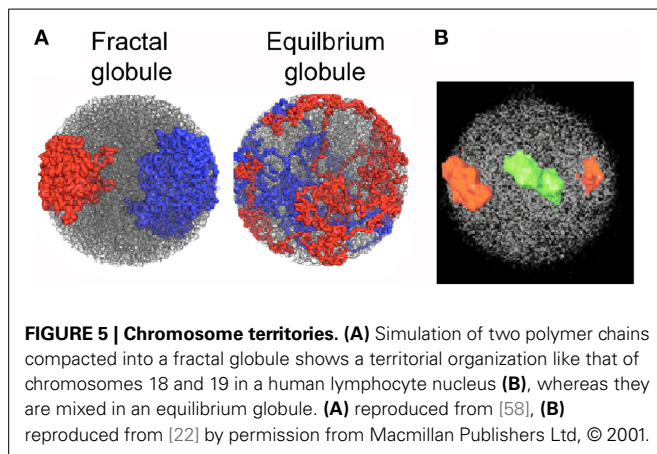 A
Fractal
globule
Equilbrium
globule
B
FIGURE 5 | Chromosome territories. (A) Simulation of two polymer chains
compacted into a fractal globule shows a territorial organization like that of
chromosomes 18 and 19 in a human lymphocyte nucleus (B), whereas they
are mixed in an equilibrium globule. (A) reproduced from [58], (B)
reproduced from [22] by permission from Macmillan Publishers Ltd, © 2001.